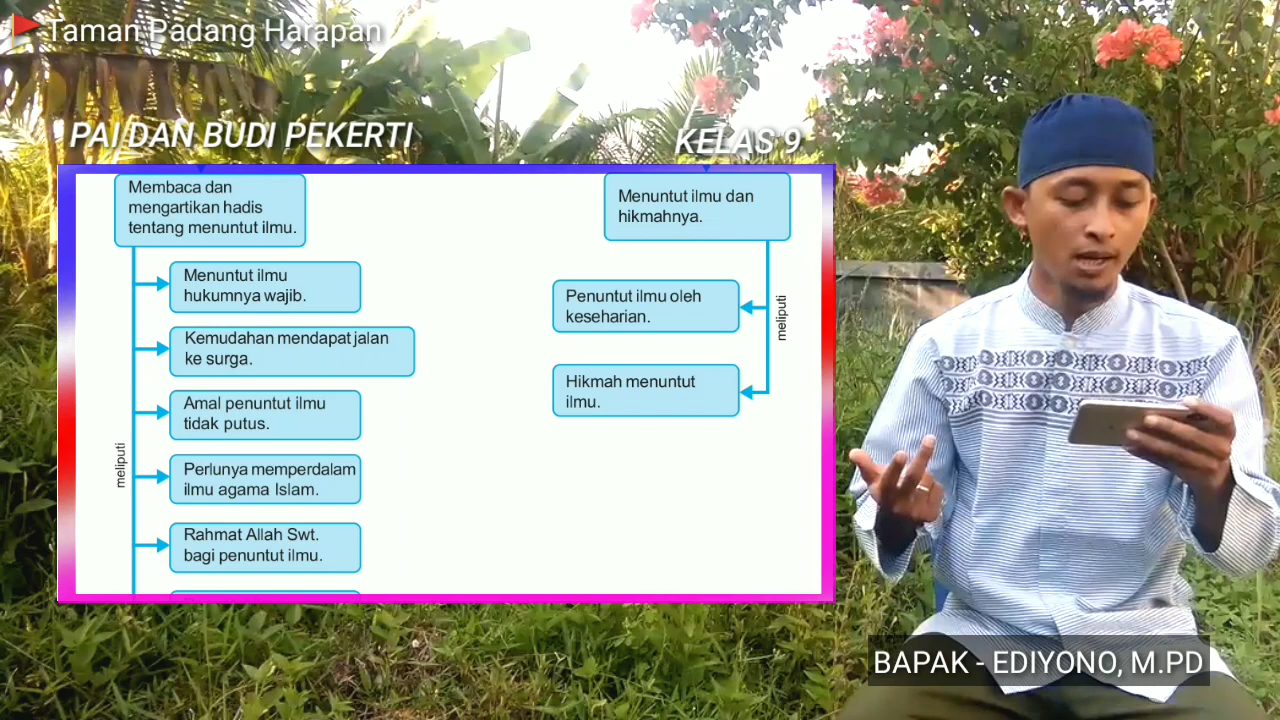 Taman Padang Harapan
PAI DAN BUDI PEKERTI
KELAS 9
Membaca dan
mengartikan hadis
tentang menuntut ilmu.
Menuntut ilmu
hukumnya wajib.
Kemudahan mendapat jalan
ke surga.
Amal penuntut ilmu
tidak putus.
Perlunya memperdalam
ilmu agama Islam.
Rahmat Allah Swt.
bagi penuntut ilmu.
meliputi
Menuntut ilmu dan
hikmahnya.
Penuntut ilmu oleh
keseharian.
Hikmah menuntut
ilmu.
meliputi
BAPAK - EDIYONO, M.PD